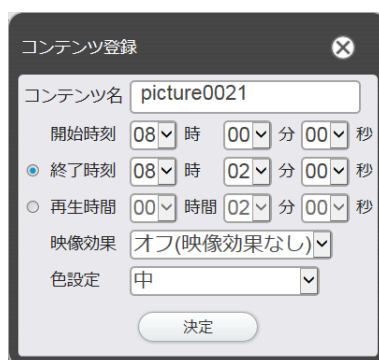 コンテンツ登録
コンテンツ名 picture0021
開始時刻 08 時 00 分 00 秒
終了時刻 08 時 02 分 00 秒
再生時間 00 時間 02 分 00 秒
映像効果 オフ(映像効果なし)
色設定 中
決定